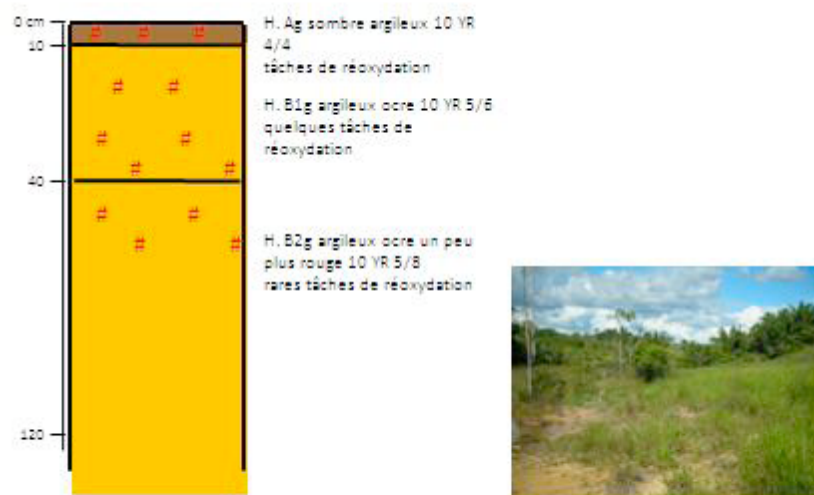 0 cm
10
40
120
H. Ag sombre argileux 10 YR
4/4
tâches de réoxydation
H. B1g argileux ocre 10 YR 5/6
quelques tâches de
réoxydation
H. B2g argileux ocre un peu
plus rouge 10 YR 5/8
rares tâches de réoxydation